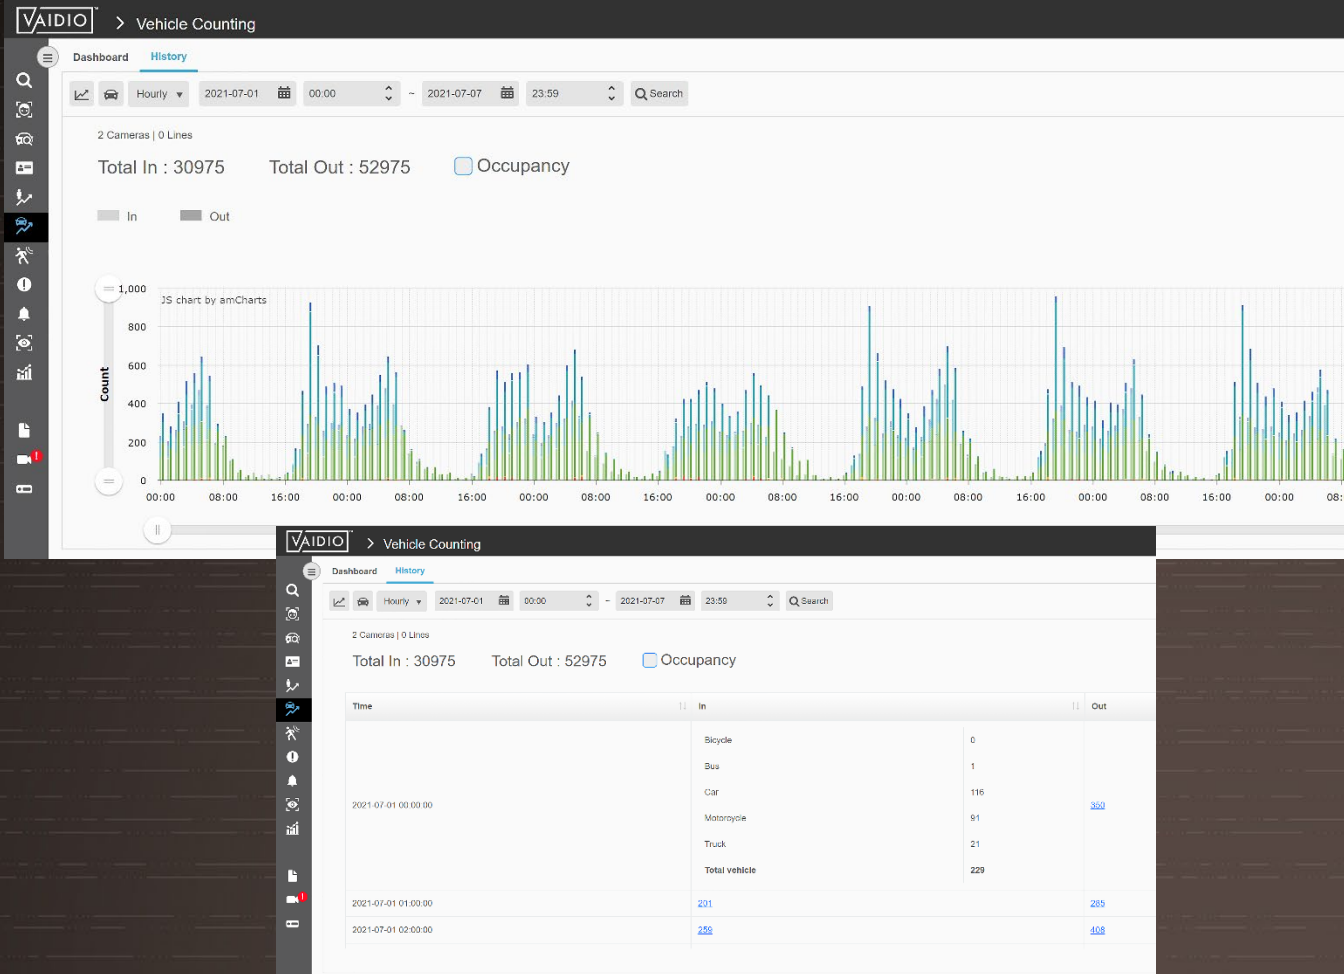 VAIDIO™ > Vehicle Counting
Dashboard History
Hourly 2021-07-01 00:00 ~ 2021-07-07 23:59 Search
2 Cameras | 0 Lines
Total In : 30975 Total Out : 52975 Occupancy
In Out
JS chart by amCharts
1,000
800
600
400
200
0
Count
00:00 08:00 16:00 00:00 08:00 16:00 00:00 08:00 16:00 00:00 08:00 16:00 00:00 08:00 16:00 00:00 08:00 16:00 00:00 08:
VAIDIO™ > Vehicle Counting
Dashboard History
Hourly 2021-07-01 00:00 ~ 2021-07-07 23:59 Search
2 Cameras | 0 Lines
Total In : 30975 Total Out : 52975 Occupancy
Time In Out
Bicycle 0
Bus 1
Car 116
2021-07-01 00:00:00 350
Motorcycle 91
Truck 21
Total vehicle 229
2021-07-01 01:00:00 201 285
2021-07-01 02:00:00 259 408